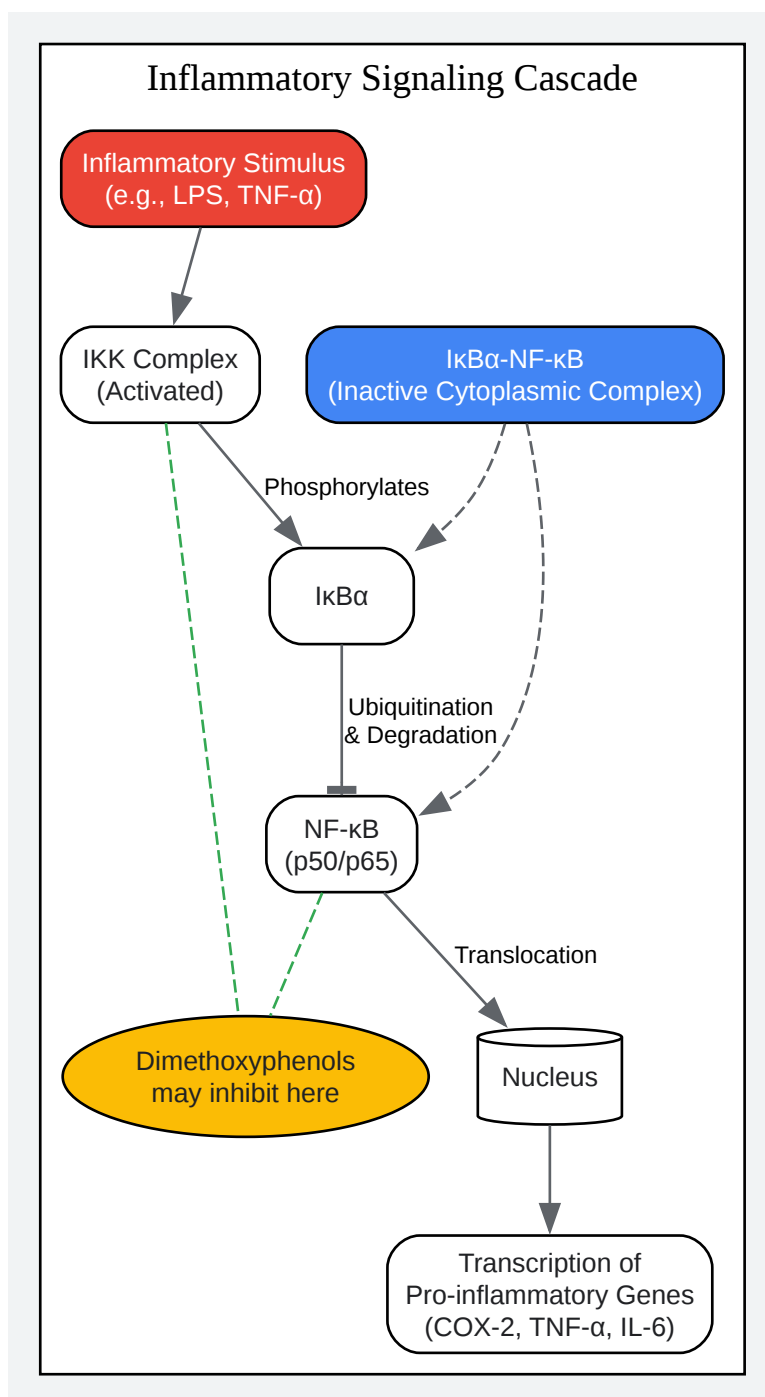 Inflammatory Signaling Cascade
Inflammatory Stimulus
(e.g., LPS, TNF-α)
IKK Complex
(Activated)
IκBα-NF-κB
(Inactive Cytoplasmic Complex)
Phosphorylates
IκBα
Ubiquitination
& Degradation
NF-κB
(p50/p65)
Translocation
Dimethoxyphenols
may inhibit here
Nucleus
Transcription of
Pro-inflammatory Genes
(COX-2, TNF-α, IL-6)